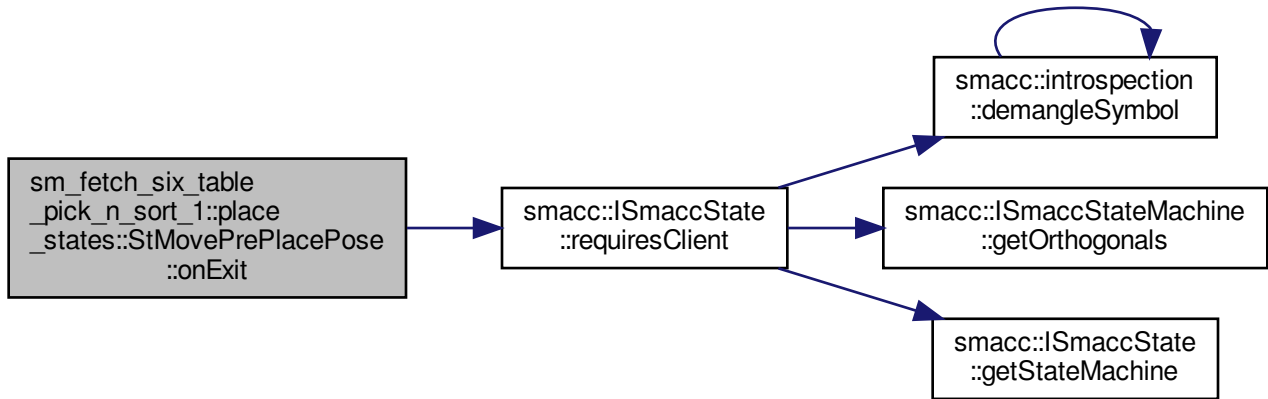 sm_fetch_six_table
_pick_n_sort_1::place
_states::StMovePrePlacePose
::onExit
smacc::ISmaccState
::requiresClient
smacc::introspection
::demangleSymbol
smacc::ISmaccStateMachine
::getOrthogonals
smacc::ISmaccState
::getStateMachine